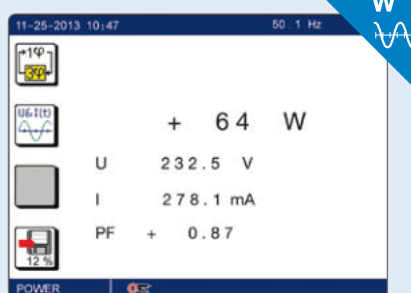 11-25-2013 10:47 50.1 Hz
W
+1φ
3φ
U&I(t)
+ 64 W
U 232.5 V
I 278.1 mA
PF + 0.87
12 %
POWER